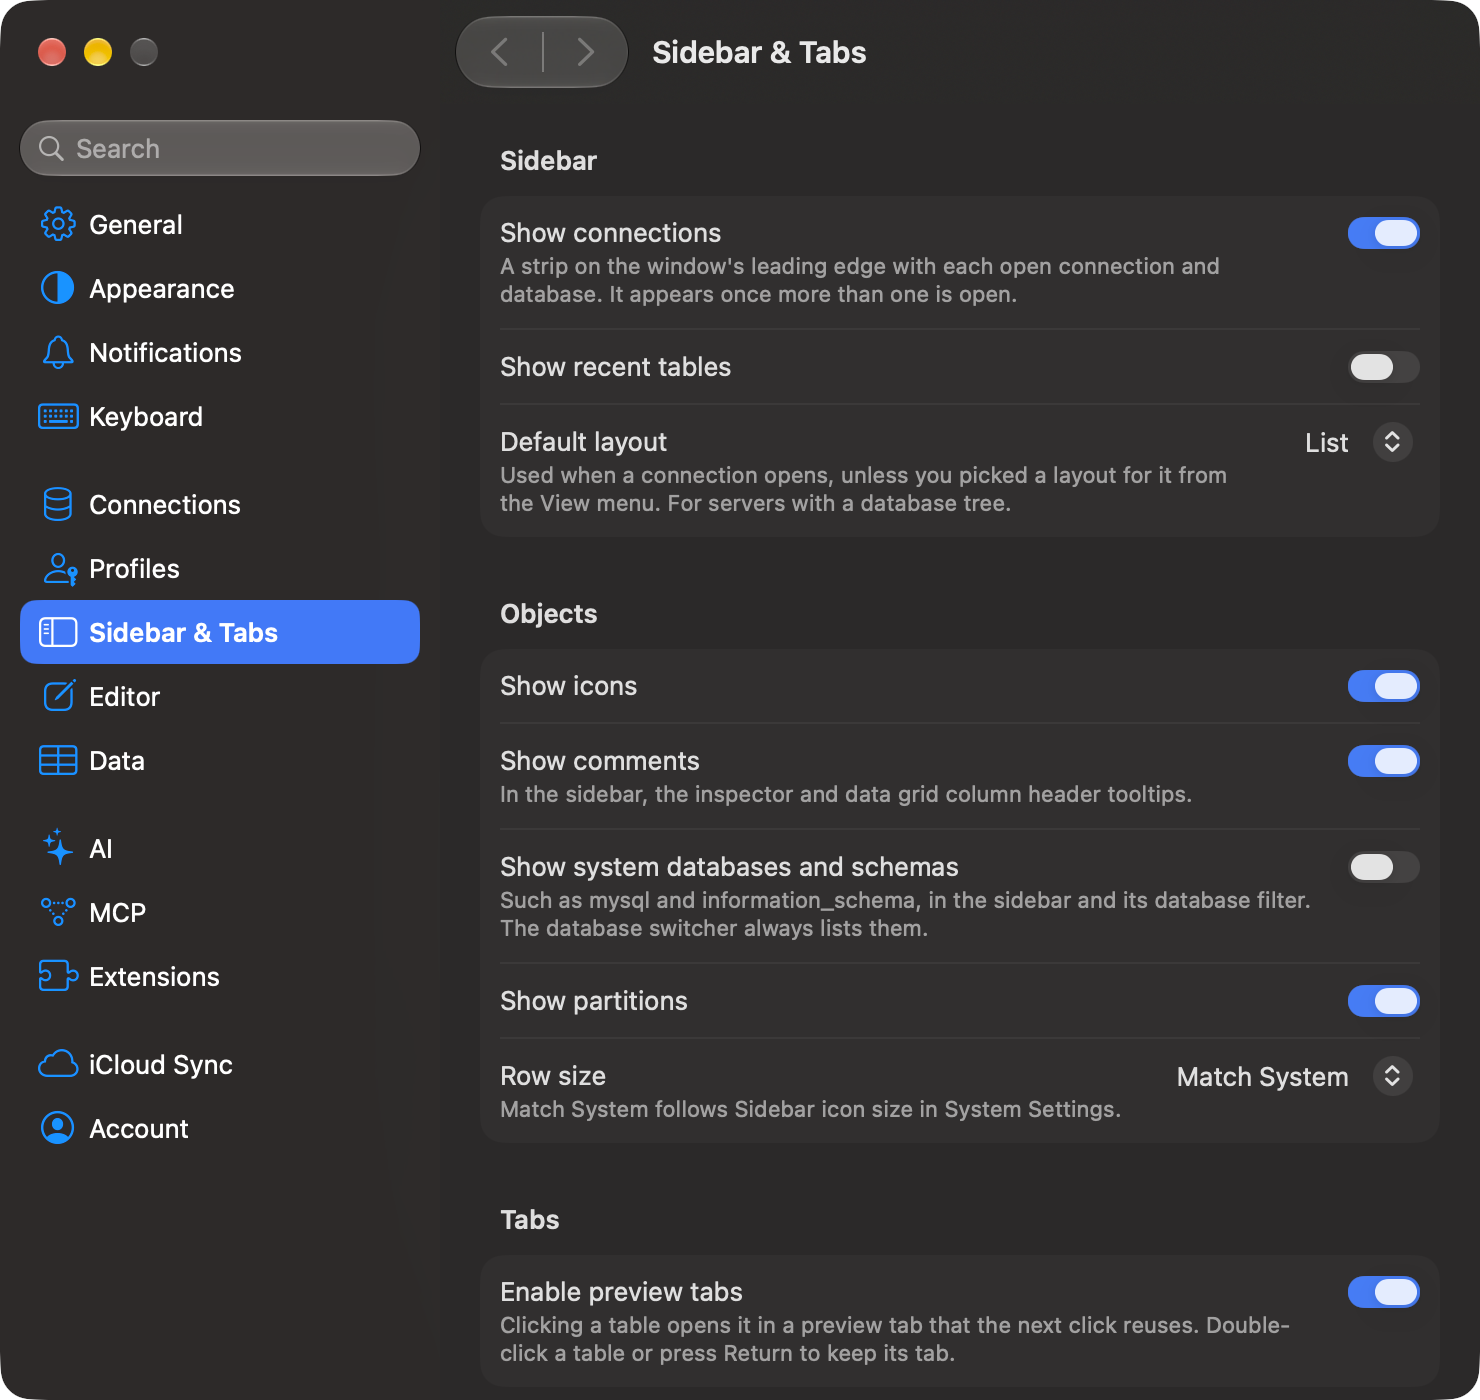 Sidebar & Tabs
Search
General
Appearance
Notifications
Keyboard
Connections
Profiles
Sidebar & Tabs
Editor
Data
AI
MCP
Extensions
iCloud Sync
Account
Sidebar
Show connections
A strip on the window's leading edge with each open connection and
database. It appears once more than one is open.
Show recent tables
Default layout
List
Used when a connection opens, unless you picked a layout for it from
the View menu. For servers with a database tree.
Objects
Show icons
Show comments
In the sidebar, the inspector and data grid column header tooltips.
Show system databases and schemas
Such as mysql and information_schema, in the sidebar and its database filter.
The database switcher always lists them.
Show partitions
Row size
Match System
Match System follows Sidebar icon size in System Settings.
Tabs
Enable preview tabs
Clicking a table opens it in a preview tab that the next click reuses. Double-
click a table or press Return to keep its tab.